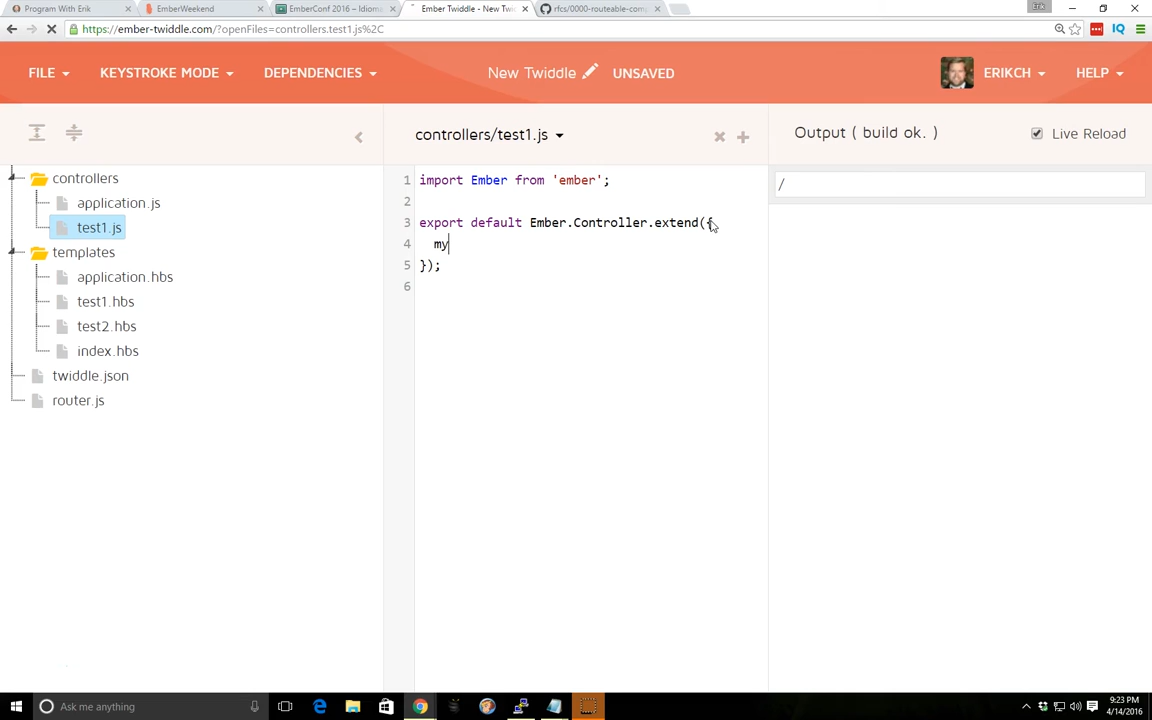 Program With Erik
EmberWeekend
EmberConf 2016 – Idioma
Ember Twiddle - New Twi
rfcs/0000-routeable-com
Erik
https://ember-twiddle.com/?openFiles=controllers.test1.js%2C
IQ
FILE
KEYSTROKE MODE
DEPENDENCIES
New Twiddle
UNSAVED
ERIKCH
HELP
controllers/test1.js
Output ( build ok. )
Live Reload
controllers
application.js
test1.js
templates
application.hbs
test1.hbs
test2.hbs
index.hbs
twiddle.json
router.js
1 import Ember from 'ember';
2
3 export default Ember.Controller.extend({
4 my
5 });
6
/
Ask me anything
9:23 PM
4/14/2016